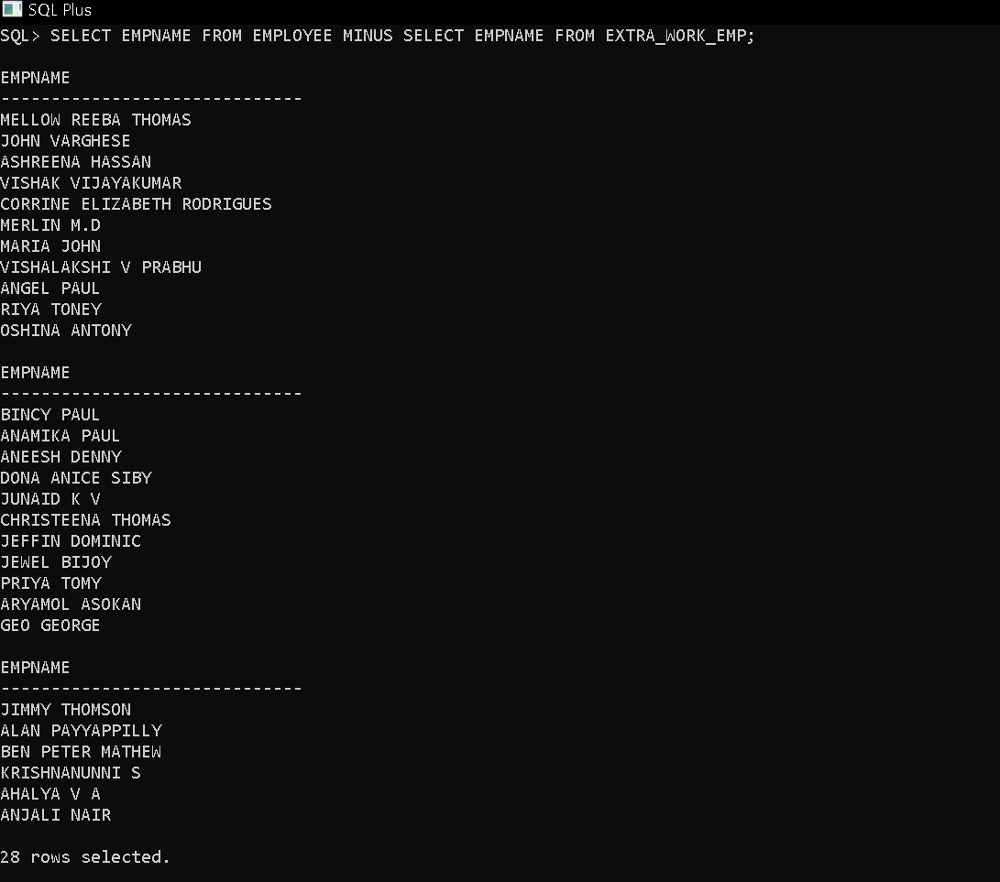 SQL Plus
SQL> SELECT EMPNAME FROM EMPLOYEE MINUS SELECT EMPNAME FROM EXTRA_WORK_EMP;
EMPNAME
------------------------------
MELLOW REEBA THOMAS
JOHN VARGHESE
ASHREENA HASSAN
VISHAK VIJAYAKUMAR
CORRINE ELIZABETH RODRIGUES
MERLIN M.D
MARIA JOHN
VISHALAKSHI V PRABHU
ANGEL PAUL
RIYA TONEY
OSHINA ANTONY
EMPNAME
------------------------------
BINCY PAUL
ANAMIKA PAUL
ANEESH DENNY
DONA ANICE SIBY
JUNAID K V
CHRISTEENA THOMAS
JEFFIN DOMINIC
JEWEL BIJOY
PRIYA TOMY
ARYAMOL ASOKAN
GEO GEORGE
EMPNAME
------------------------------
JIMMY THOMSON
ALAN PAYYAPPILLY
BEN PETER MATHEW
KRISHNANUNNI S
AHALYA V A
ANJALI NAIR
28 rows selected.